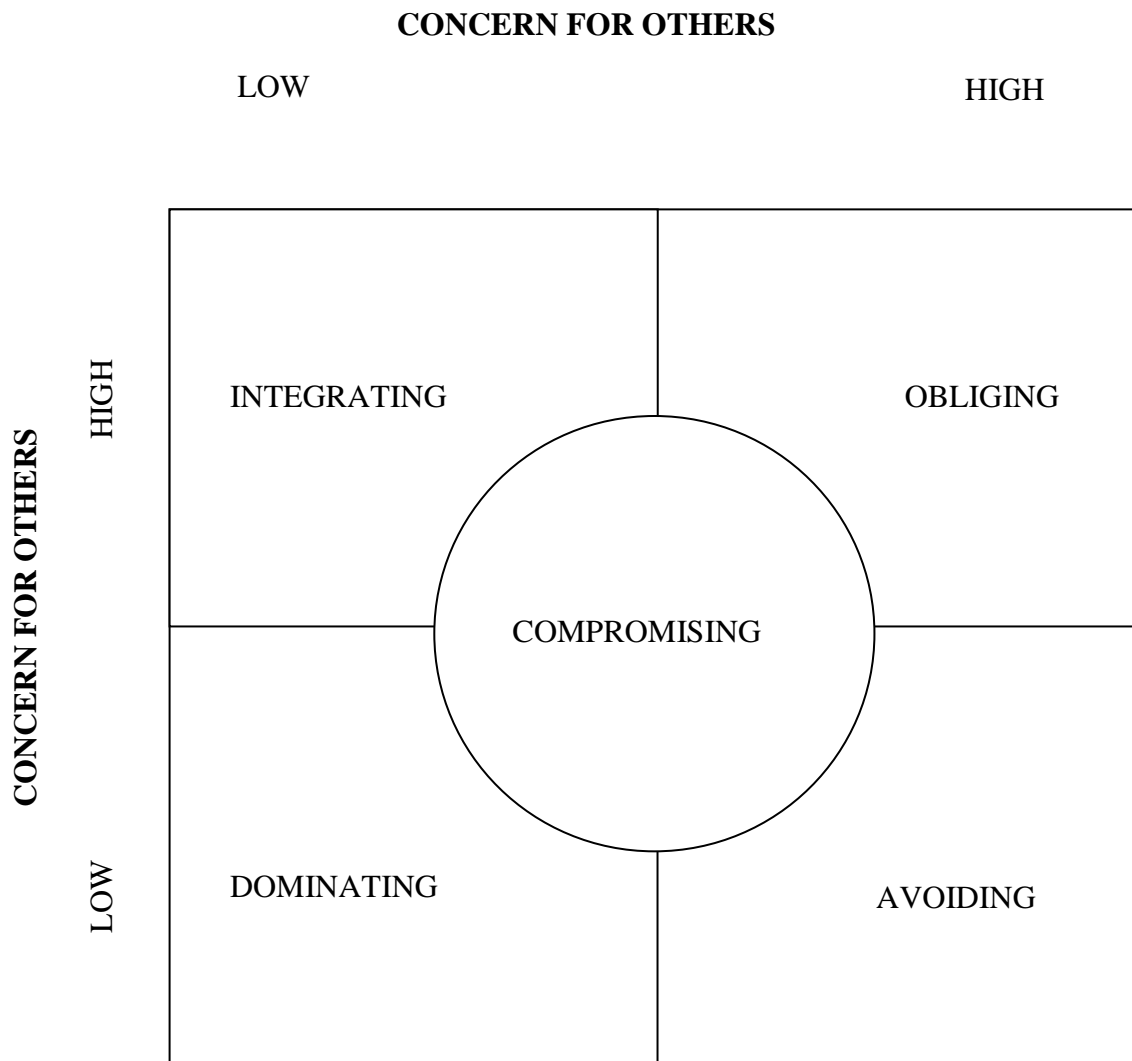 CONCERN FOR OTHERS
LOW
HIGH
CONCERN FOR OTHERS
HIGH
LOW
INTEGRATING
OBLIGING
COMPROMISING
DOMINATING
AVOIDING